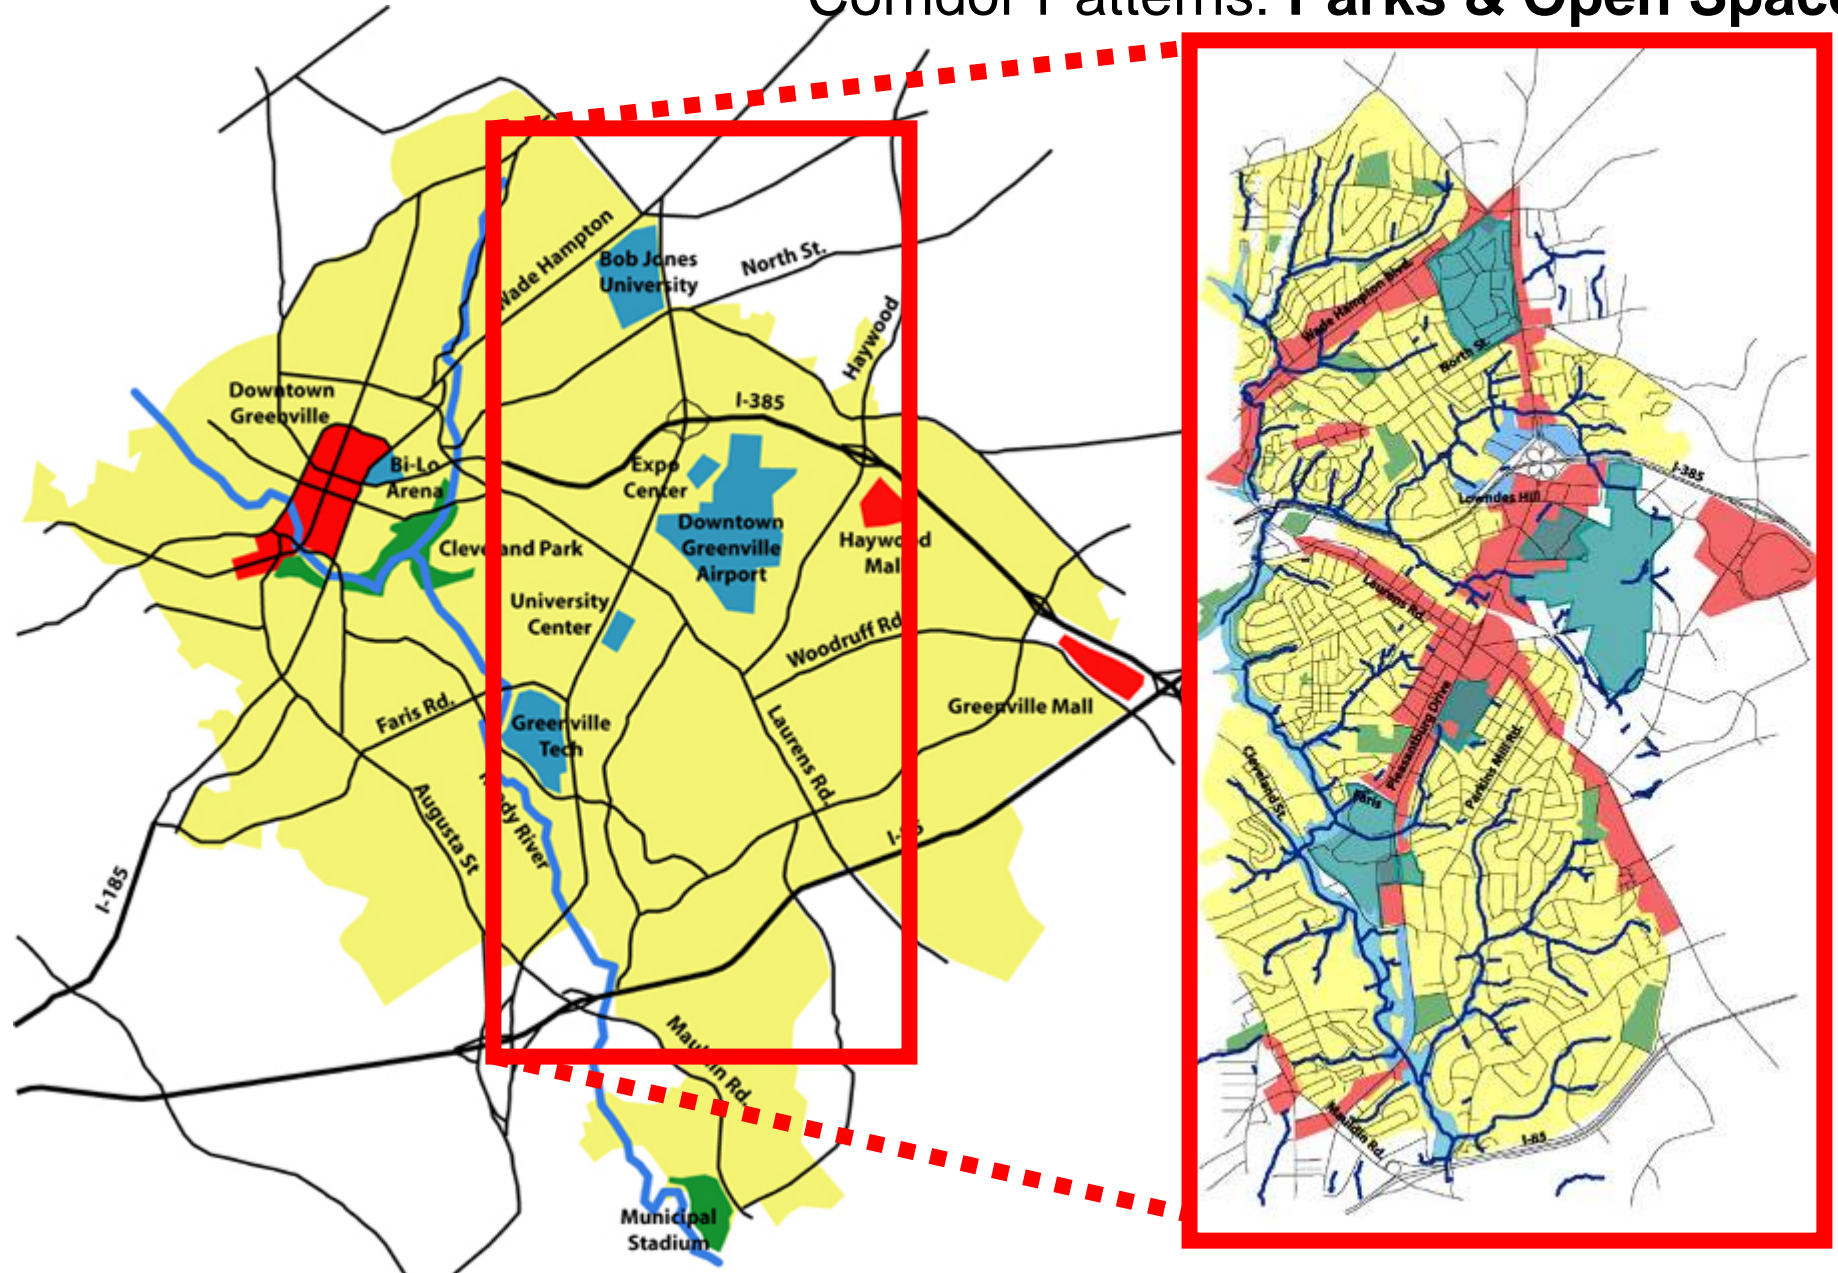 Corridor Patterns: Parks & Open Space
Wade Hampton
Bob Jones
University
North St.
Haywood
Downtown
Greenville
I-385
Bi-Lo
Arena
Expo
Center
Downtown
Greenville
Airport
Haywood
Mall
Cleveland Park
University
Center
Woodruff Rd.
Faris Rd.
Greenville
Tech
Greenville Mall
Laurens Rd.
Augusta St
Reedy River
I-85
I-185
Mauldin Rd.
Municipal
Stadium
Wade Hampton Blvd.
North St.
I-385
Lowndes Hill
Laurens Rd.
Pleasantburg Drive
Parkins Mill Rd.
Cleveland St.
Faris
Mauldin Rd.
I-85